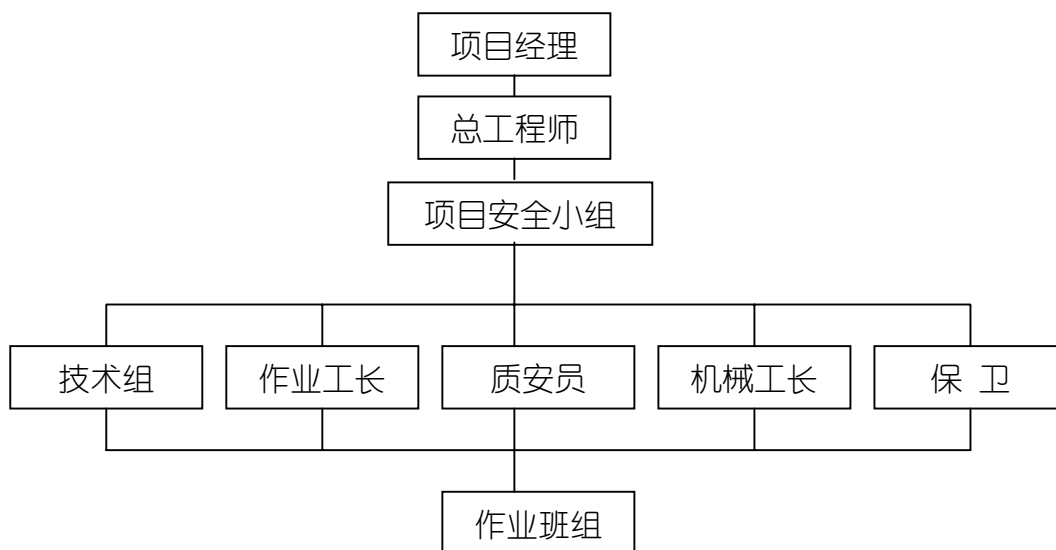 项目经理
总工程师
项目安全小组
技术组 作业工长 质安员 机械工长 保 卫
作业班组